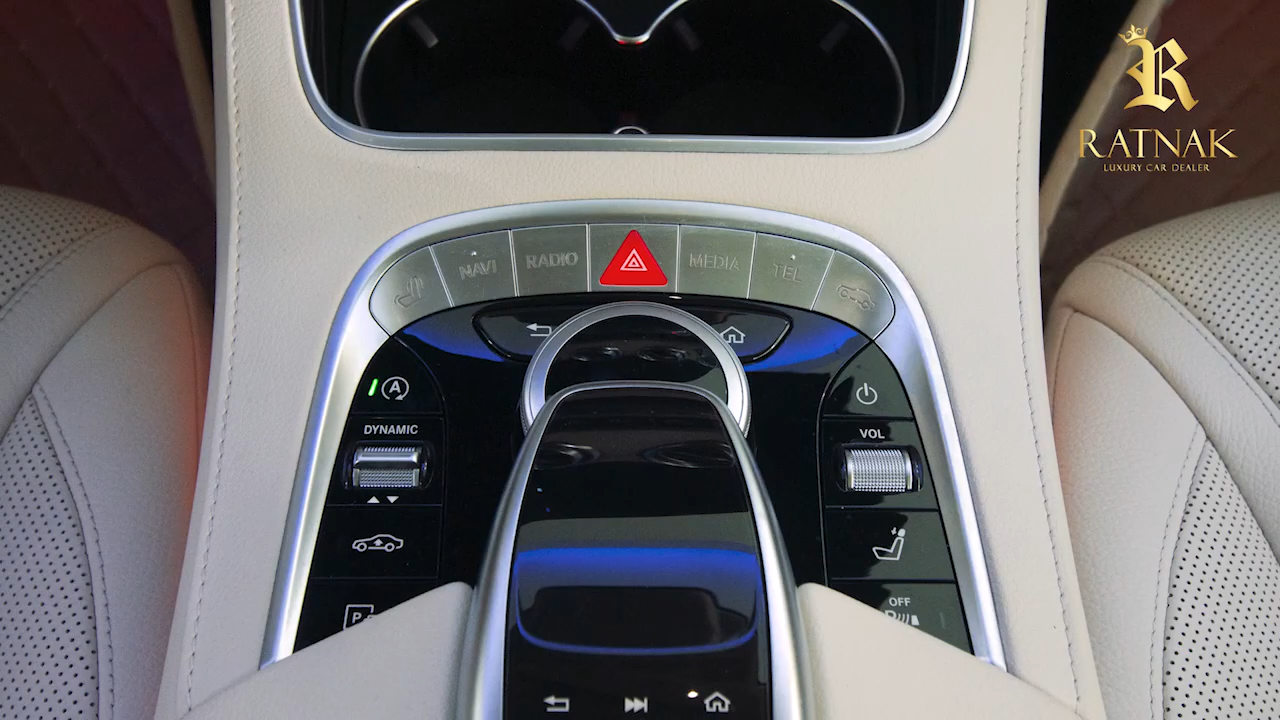 R
RATNAK
LUXURY CAR DEALER
NAVI
RADIO
MEDIA
TEL
A
DYNAMIC
VOL
P
OFF